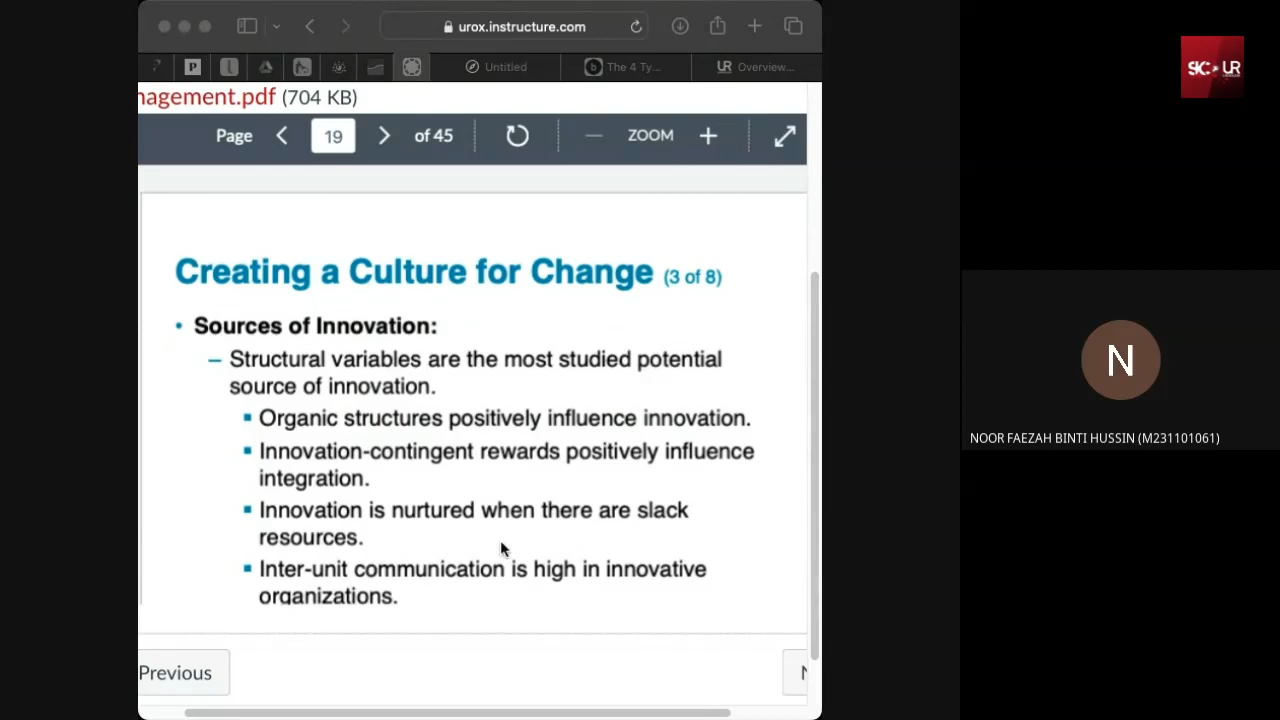 urox.instructure.com
P
Untitled
b
The 4 Ty...
UR
Overview...
nagement.pdf (704 KB)
Page
19
of 45
ZOOM
Creating a Culture for Change (3 of 8)
• Sources of Innovation:
– Structural variables are the most studied potential
source of innovation.
▪ Organic structures positively influence innovation.
▪ Innovation-contingent rewards positively influence
integration.
▪ Innovation is nurtured when there are slack
resources.
▪ Inter-unit communication is high in innovative
organizations.
Previous
N
UR
N
NOOR FAEZAH BINTI HUSSIN (M231101061)